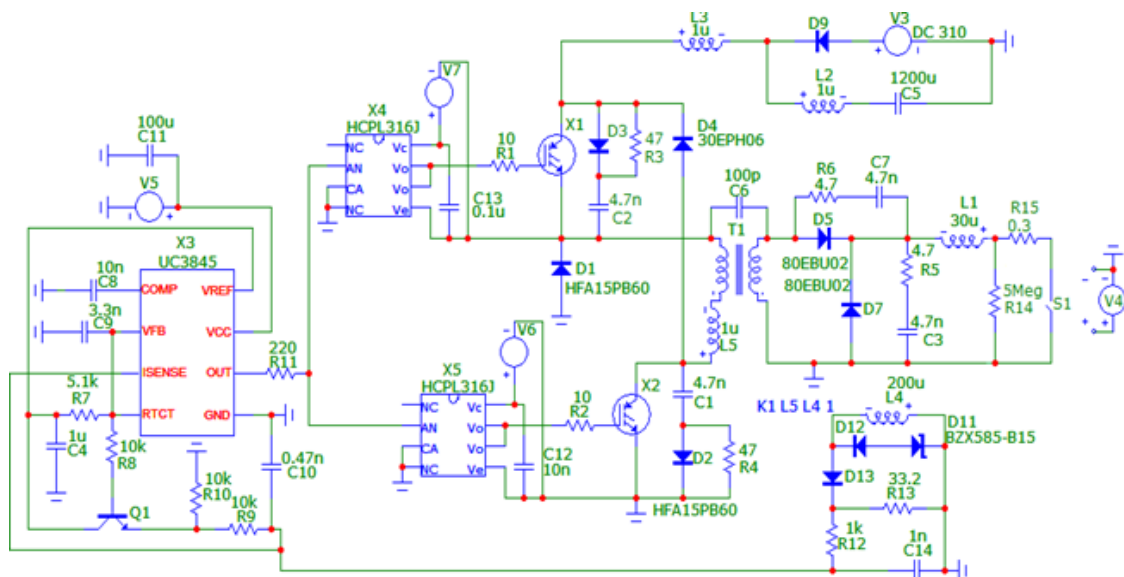 L3
1u
D9
V3
DC 310
L2
1u
1200u
C5
V7
X4
HCPL316J
NC
AN
CA
NC
Vc
Vo
Vo
Ve
C13
0.1u
10
R1
X1
D3
47
R3
D4
30EPH06
4.7n
C2
D1
HFA15PB60
100p
C6
T1
1u
L5
R6
4.7
C7
4.7n
D5
80EBU02
80EBU02
D7
4.7
R5
4.7n
C3
L1
30u
R15
0.3
5Meg
R14
S1
V4
100u
C11
V5
X3
UC3845
10n
C8
3.3n
C9
COMP
VFB
ISENSE
RTCT
VREF
VCC
OUT
GND
220
R11
5.1k
R7
1u
C4
10k
R8
10k
R10
10k
R9
0.47n
C10
Q1
V6
X5
HCPL316J
NC
AN
CA
NC
Vc
Vo
Vo
Ve
C12
10n
10
R2
X2
4.7n
C1
D2
47
R4
HFA15PB60
K1 L5 L4 1
200u
L4
D12
D11
BZX585-B15
D13
33.2
R13
1k
R12
1n
C14